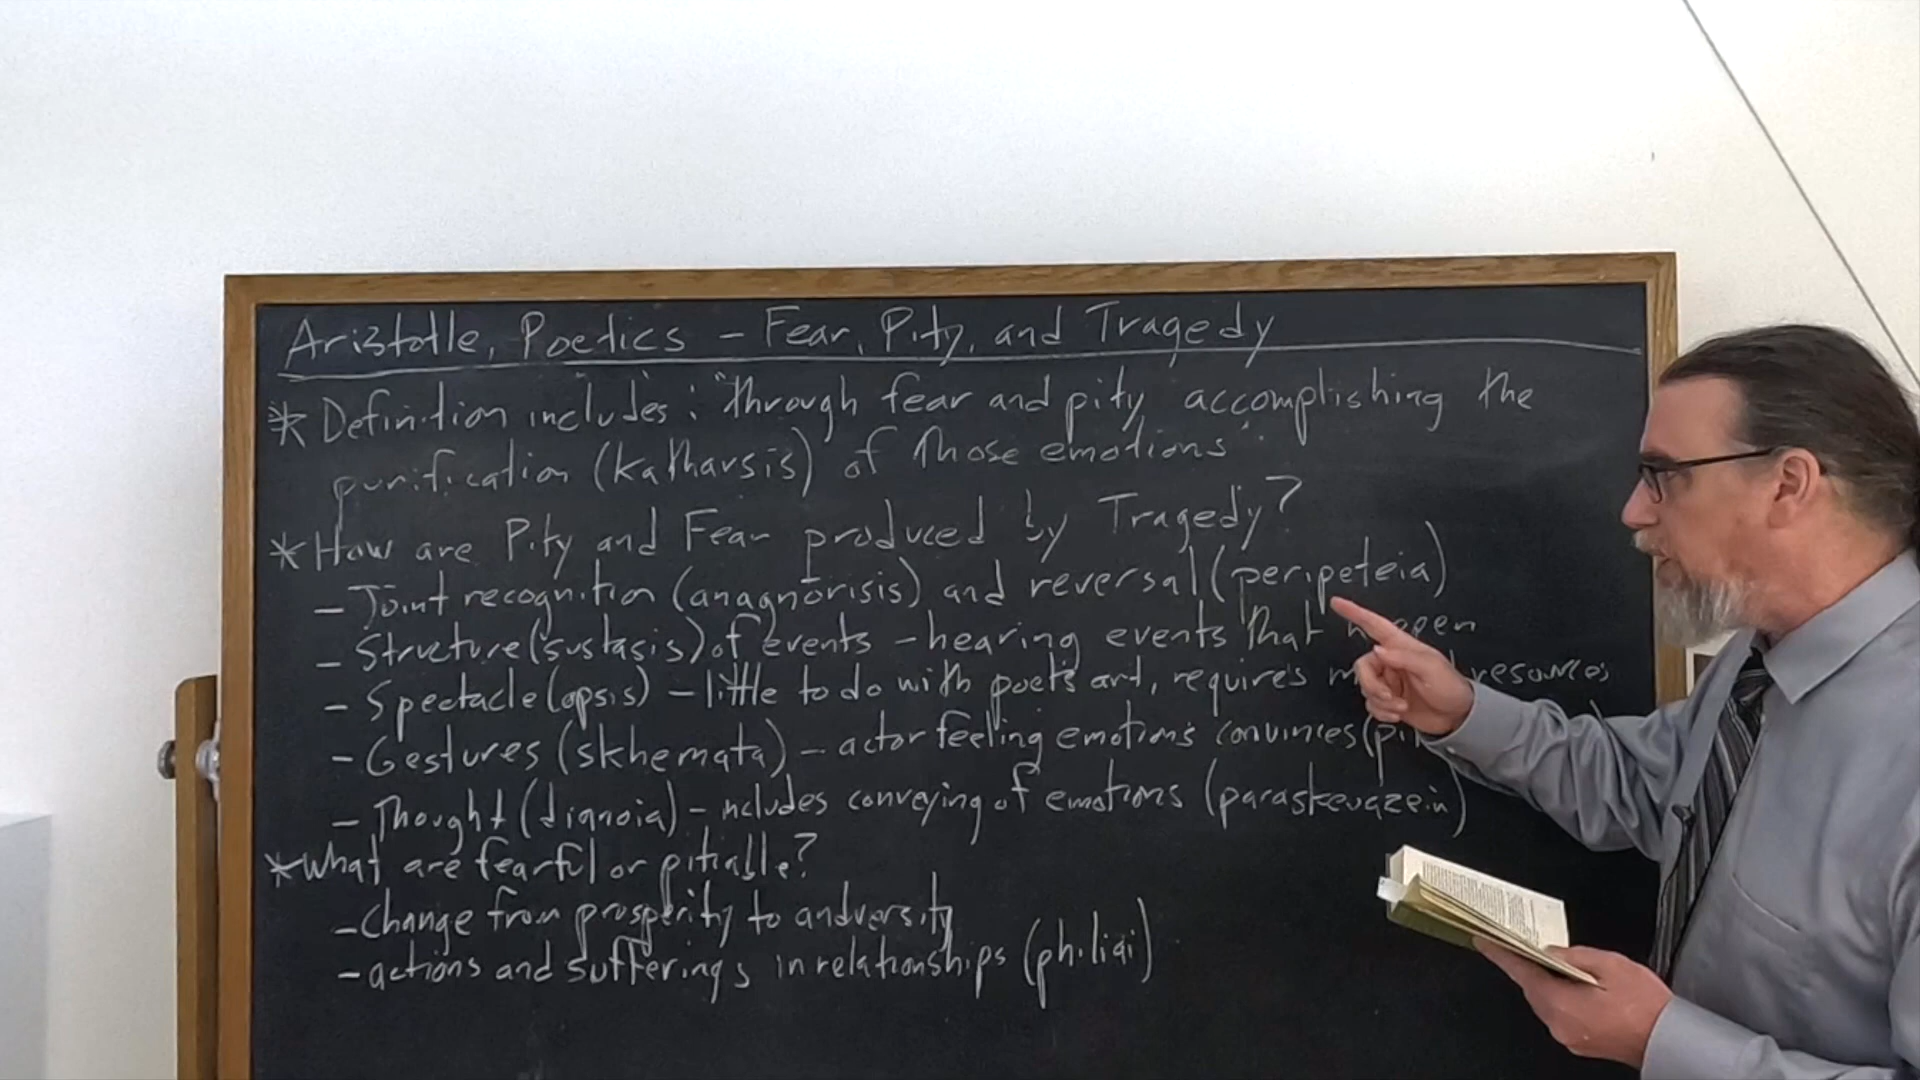 Aristotle, Poetics - Fear, Pity, and Tragedy
* Definition includes: "through fear and pity accomplishing the
purification (katharsis) of those emotions"
* How are Pity and Fear produced by Tragedy?
- Joint recognition (anagnorisis) and reversal (peripeteia)
- Structure (sustasis) of events - hearing events that happen
- Spectacle (opsis) - little to do with poet's art, requires resources
- Gestures (skhemata) - actor feeling emotions convinces
- Thought (dianoia) - includes conveying of emotions (paraskeuazein)
* What are fearful or pitiable?
- Change from prosperity to andversity
- actions and sufferings in relationships (philiai)